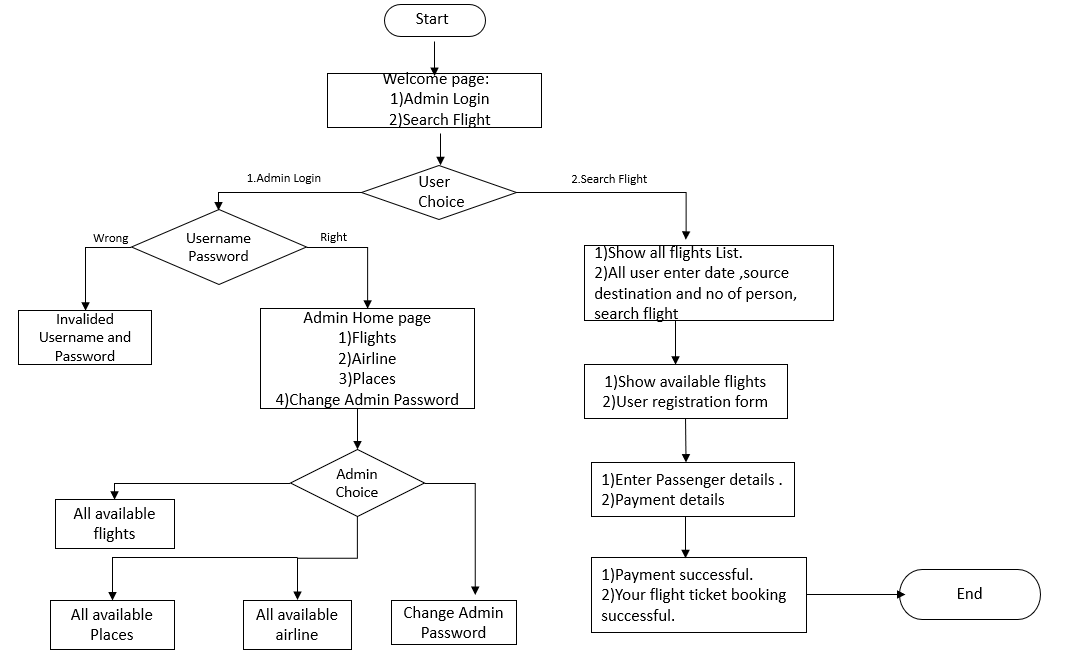 Start
Welcome page:
1)Admin Login
2)Search Flight
User
Choice
1.Admin Login
2.Search Flight
Username
Password
Wrong
Right
Invalided
Username and
Password
Admin Home page
1)Flights
2)Airline
3)Places
4)Change Admin Password
Admin
Choice
All available
flights
All available
Places
All available
airline
Change Admin
Password
1)Show all flights List.
2)All user enter date ,source
destination and no of person,
search flight
1)Show available flights
2)User registration form
1)Enter Passenger details .
2)Payment details
1)Payment successful.
2)Your flight ticket booking
successful.
End